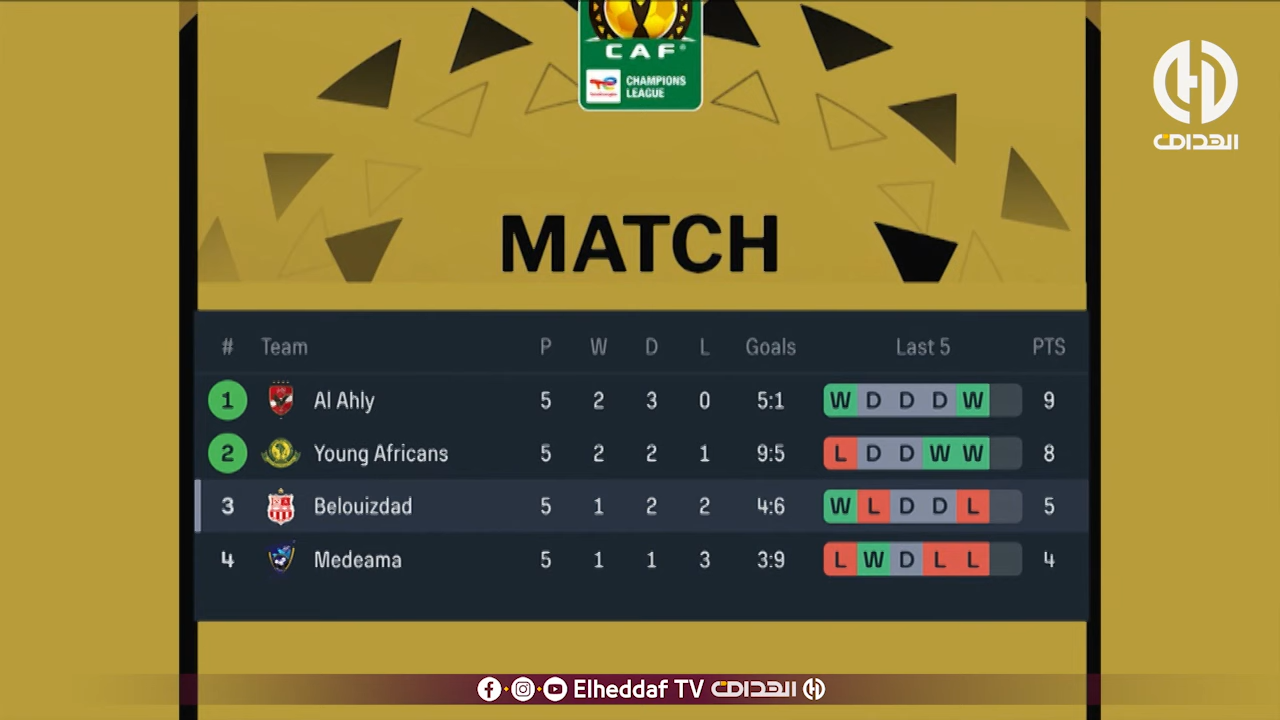 CAF
CHAMPIONS
LEAGUE
الهداف
MATCH
# Team P W D L Goals Last 5 PTS
1 Al Ahly 5 2 3 0 5:1 W D D D W 9
2 Young Africans 5 2 2 1 9:5 L D D W W 8
3 Belouizdad 5 1 2 2 4:6 W L D D L 5
4 Medeama 5 1 1 3 3:9 L W D L L 4
Elheddaf TV الهداف